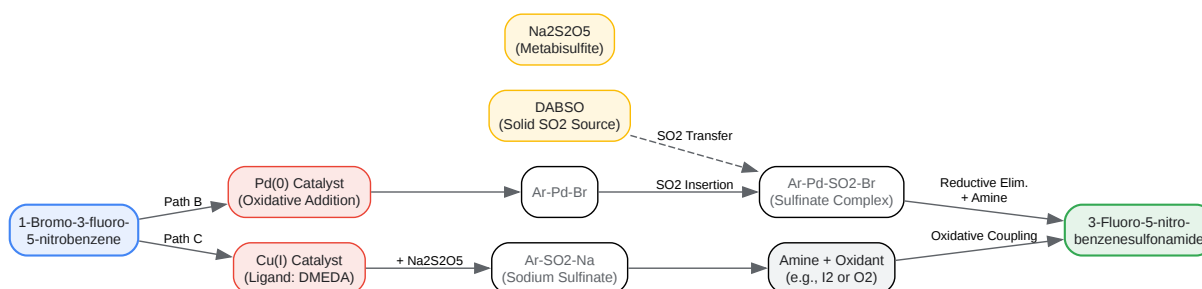 Na2S2O5
(Metabisulfite)
DABSO
(Solid SO2 Source)
SO2 Transfer
Pd(0) Catalyst
(Oxidative Addition)
Ar-Pd-Br
SO2 Insertion
Ar-Pd-SO2-Br
(Sulfinate Complex)
Reductive Elim.
+ Amine
Path B
1-Bromo-3-fluoro-
5-nitrobenzene
Path C
3-Fluoro-5-nitro-
benzenesulfonamide
Cu(I) Catalyst
(Ligand: DMEDA)
+ Na2S2O5
Ar-SO2-Na
(Sodium Sulfinate)
Amine + Oxidant
(e.g., I2 or O2)
Oxidative Coupling